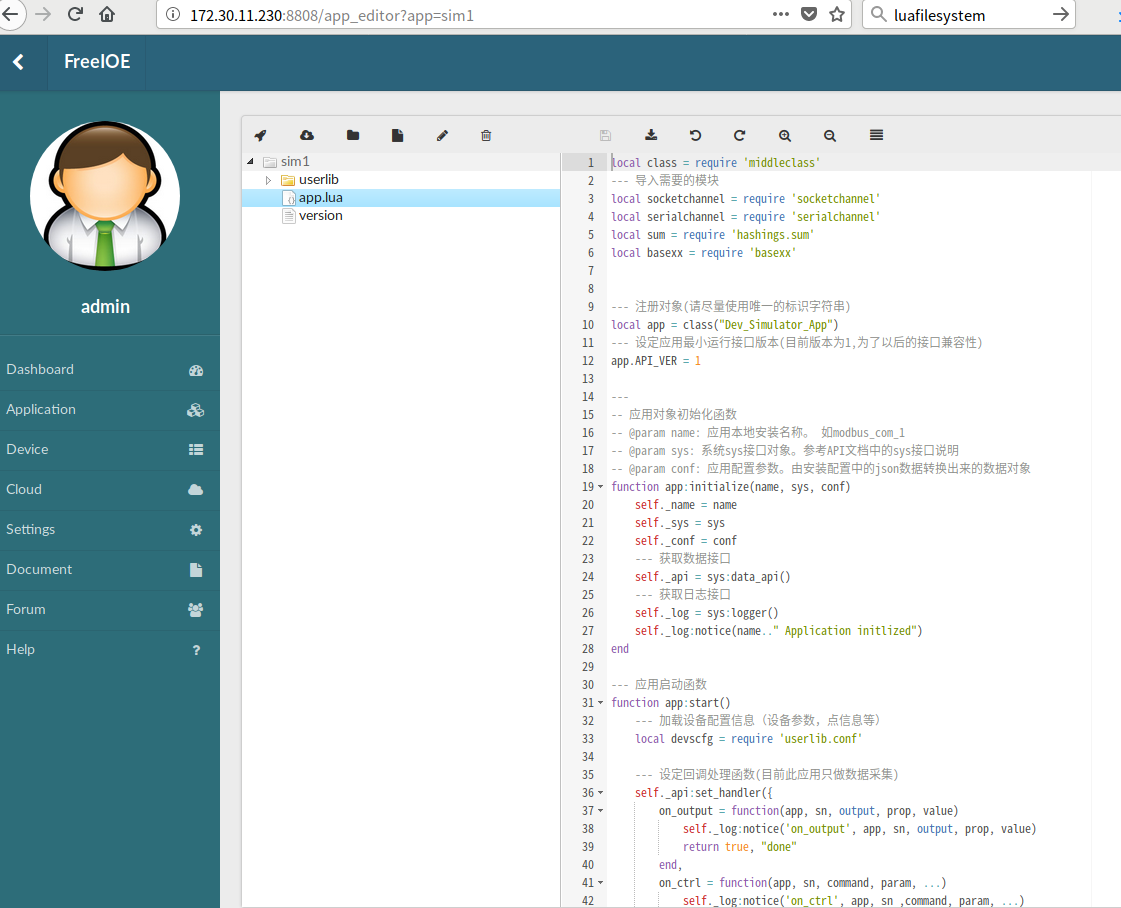 172.30.11.230:8808/app_editor?app=sim1
luafilesystem
FreeIOE
admin
Dashboard
Application
Device
Cloud
Settings
Document
Forum
Help
?
sim1
userlib
app.lua
version
1 local class = require 'middleclass'
2 --- 导入需要的模块
3 local socketchannel = require 'socketchannel'
4 local serialchannel = require 'serialchannel'
5 local sum = require 'hashings.sum'
6 local basexx = require 'basexx'
7
8
9 --- 注册对象(请尽量使用唯一的标识字符串)
10 local app = class("Dev_Simulator_App")
11 --- 设定应用最小运行接口版本(目前版本为1,为了以后的接口兼容性)
12 app.API_VER = 1
13
14 ---
15 -- 应用对象初始化函数
16 -- @param name: 应用本地安装名称。 如modbus_com_1
17 -- @param sys: 系统sys接口对象。参考API文档中的sys接口说明
18 -- @param conf: 应用配置参数。由安装配置中的json数据转换出来的数据对象
19 function app:initialize(name, sys, conf)
20 self._name = name
21 self._sys = sys
22 self._conf = conf
23 --- 获取数据接口
24 self._api = sys:data_api()
25 --- 获取日志接口
26 self._log = sys:logger()
27 self._log:notice(name.." Application initlized")
28 end
29
30 --- 应用启动函数
31 function app:start()
32 --- 加载设备配置信息（设备参数，点信息等）
33 local devscfg = require 'userlib.conf'
34
35 --- 设定回调处理函数(目前此应用只做数据采集)
36 self._api:set_handler({
37 on_output = function(app, sn, output, prop, value)
38 self._log:notice('on_output', app, sn, output, prop, value)
39 return true, "done"
40 end,
41 on_ctrl = function(app, sn, command, param, ...)
42 self._log:notice('on_ctrl', app, sn ,command, param, ...)